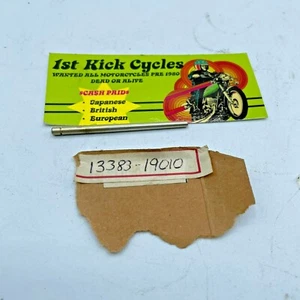 1st Kick Cycles
WANTED ALL MOTORCYCLES PRE 1980
DEAD OR ALIVE
*CASH PAID*
• Japanese
• British
• European
13383-19010